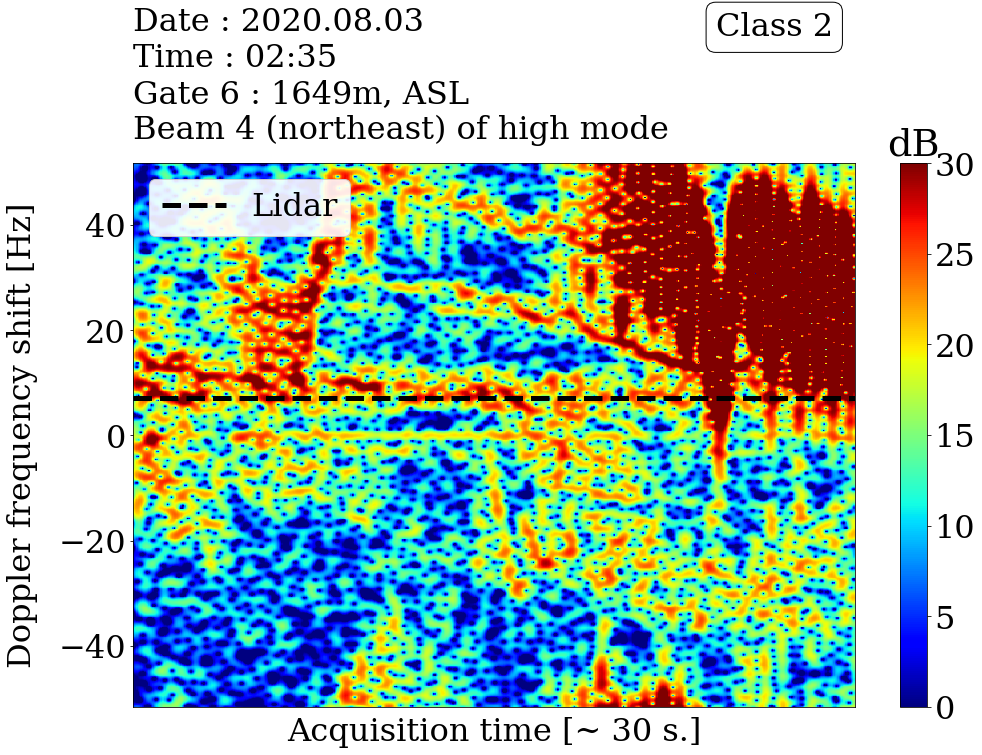 Date : 2020.08.03
Time : 02:35
Gate 6 : 1649m, ASL
Beam 4 (northeast) of high mode
Class 2
dB
Lidar
Doppler frequency shift [Hz]
40
20
0
−20
−40
30
25
20
15
10
5
0
Acquisition time [~ 30 s.]